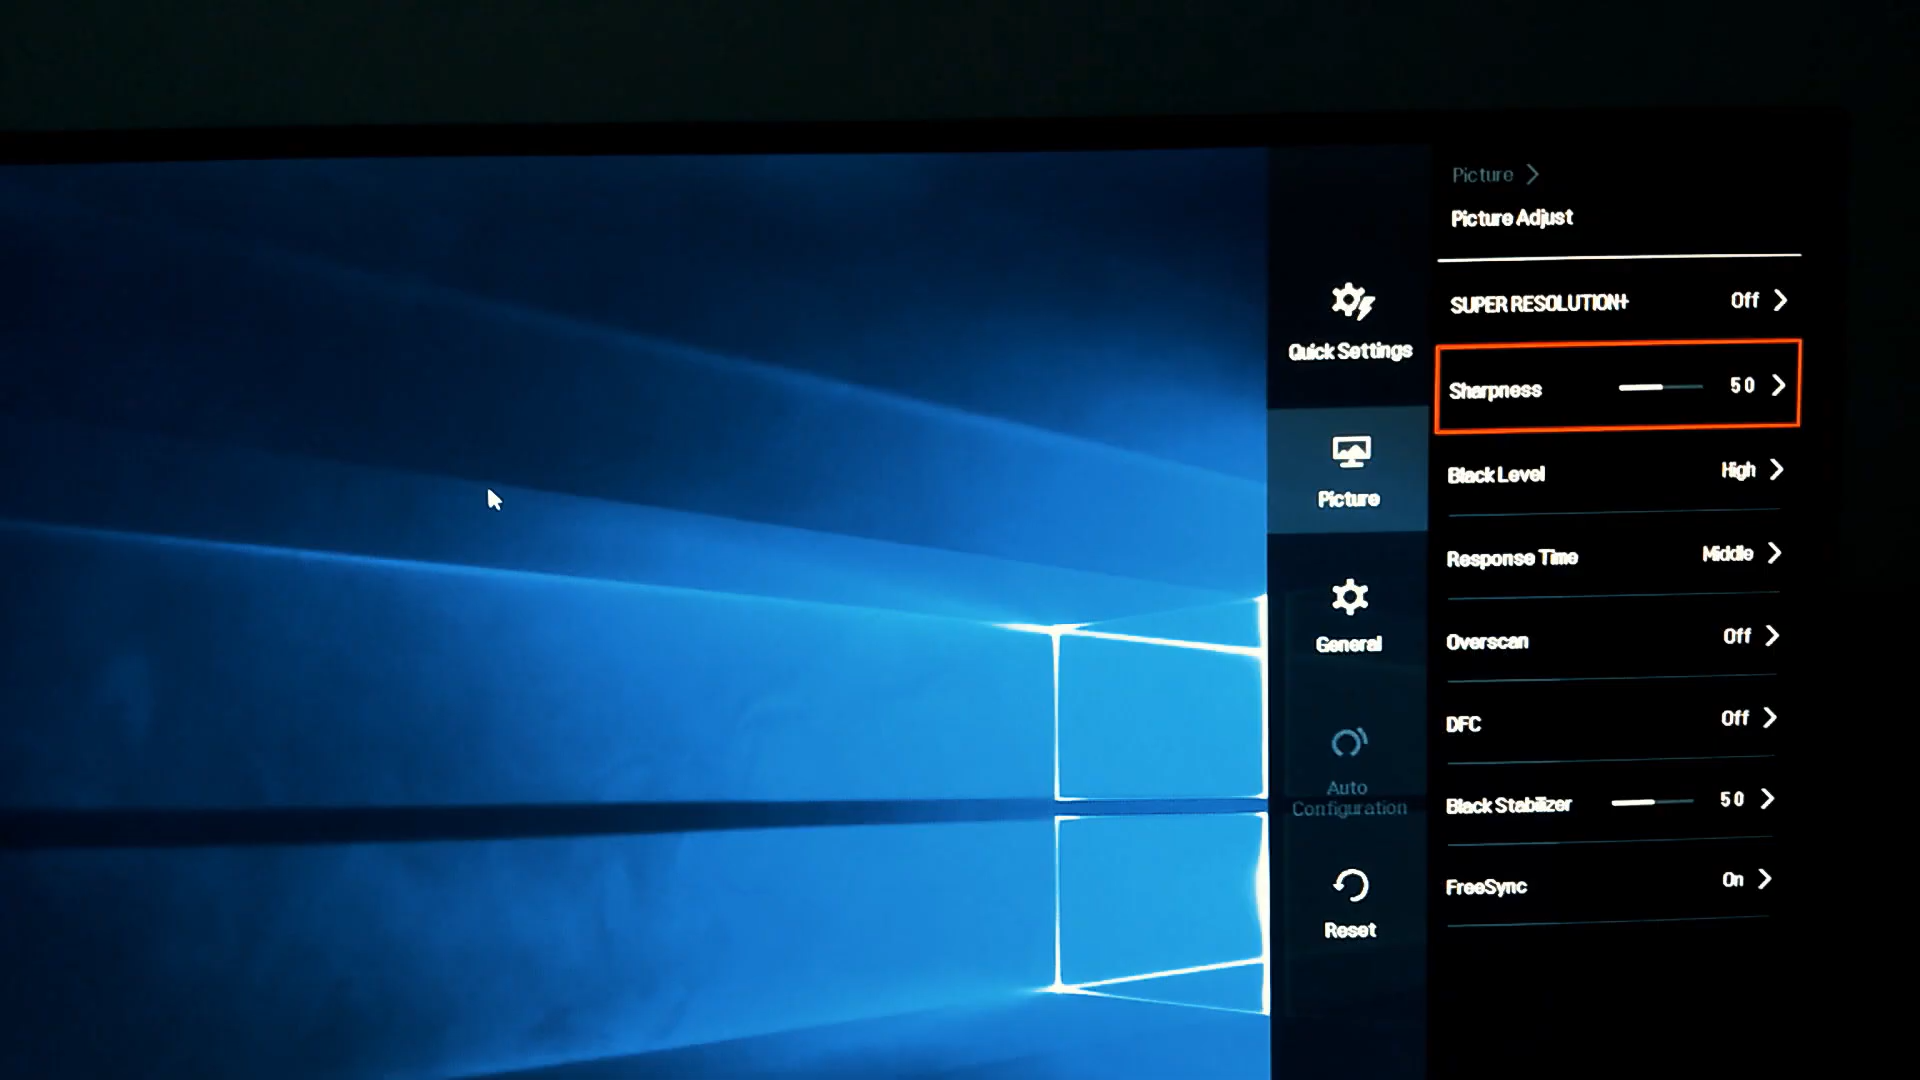 Picture
Picture Adjust
SUPER RESOLUTION+ Off
Sharpness 50
Black Level High
Response Time Middle
Overscan Off
DFC Off
Black Stabilizer 50
FreeSync On
Quick Settings
Picture
General
Auto
Configuration
Reset